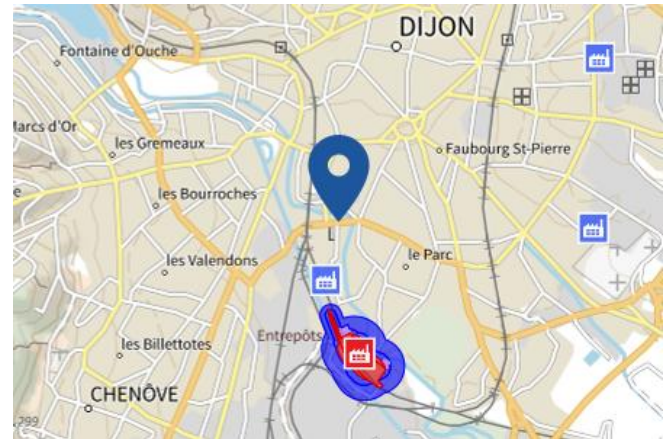 DIJON
Fontaine d'Ouche
Marcs d'Or
les Gremeaux
Faubourg St-Pierre
les Bourroches
L
les Valendons
le Parc
Entrepôts
les Billettotes
CHENÔVE
299